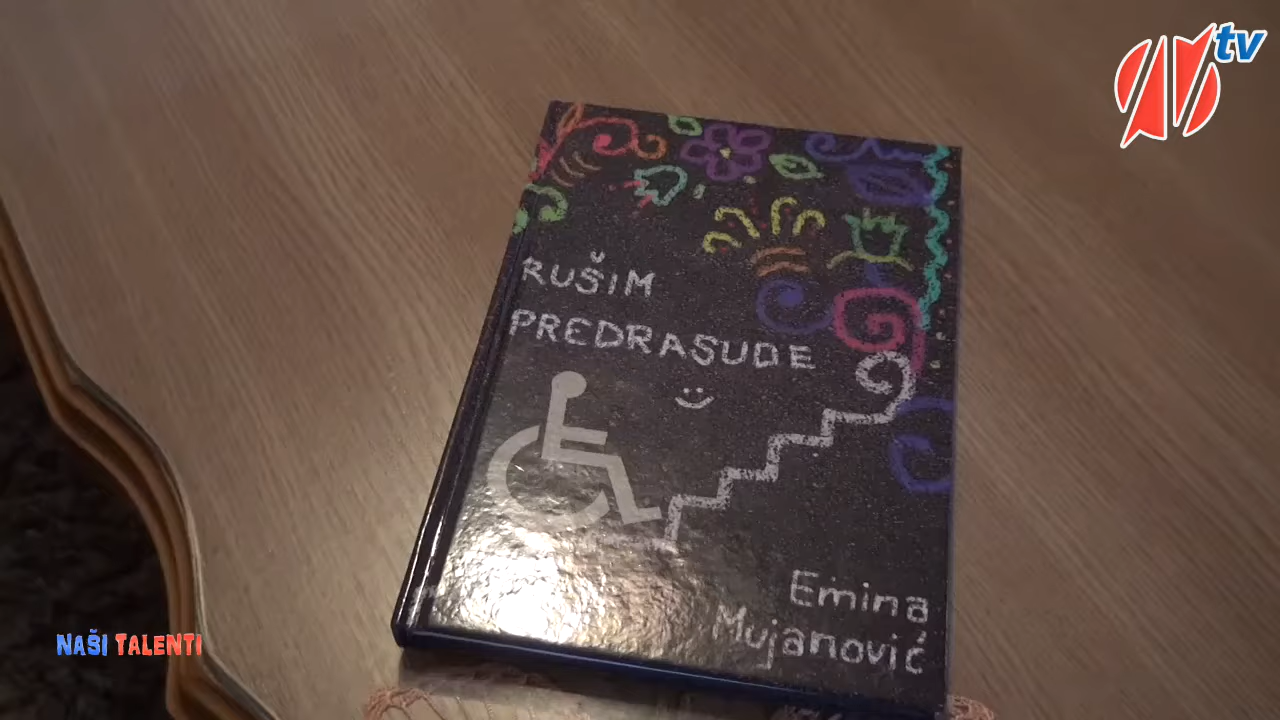 tv
RUŠIM
PREDRASUDE
Emina
Mujanović
NAŠI TALENTI